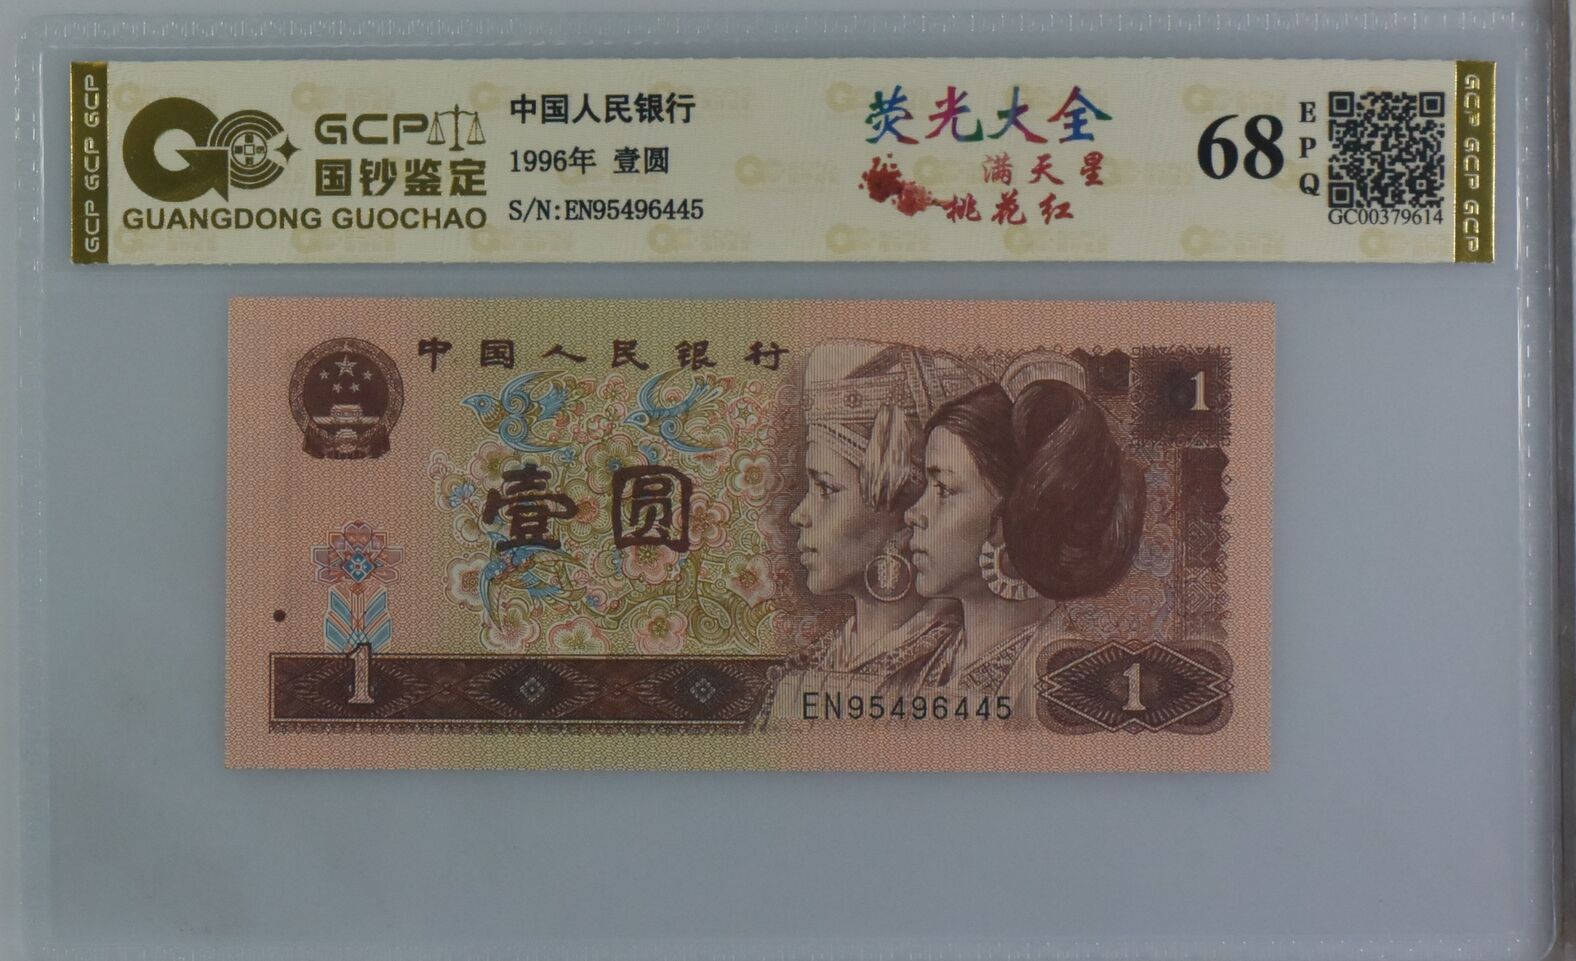 GCP GCP GCP
GCP
国钞鉴定
GUANGDONG GUOCHAO
中国人民银行
1996年 壹圆
S/N:EN95496445
荧光大全
满天星
桃花红
68
EPQ
GC00379614
GCP GCP GCP
中国人民银行
1
壹圆
1
EN95496445
1